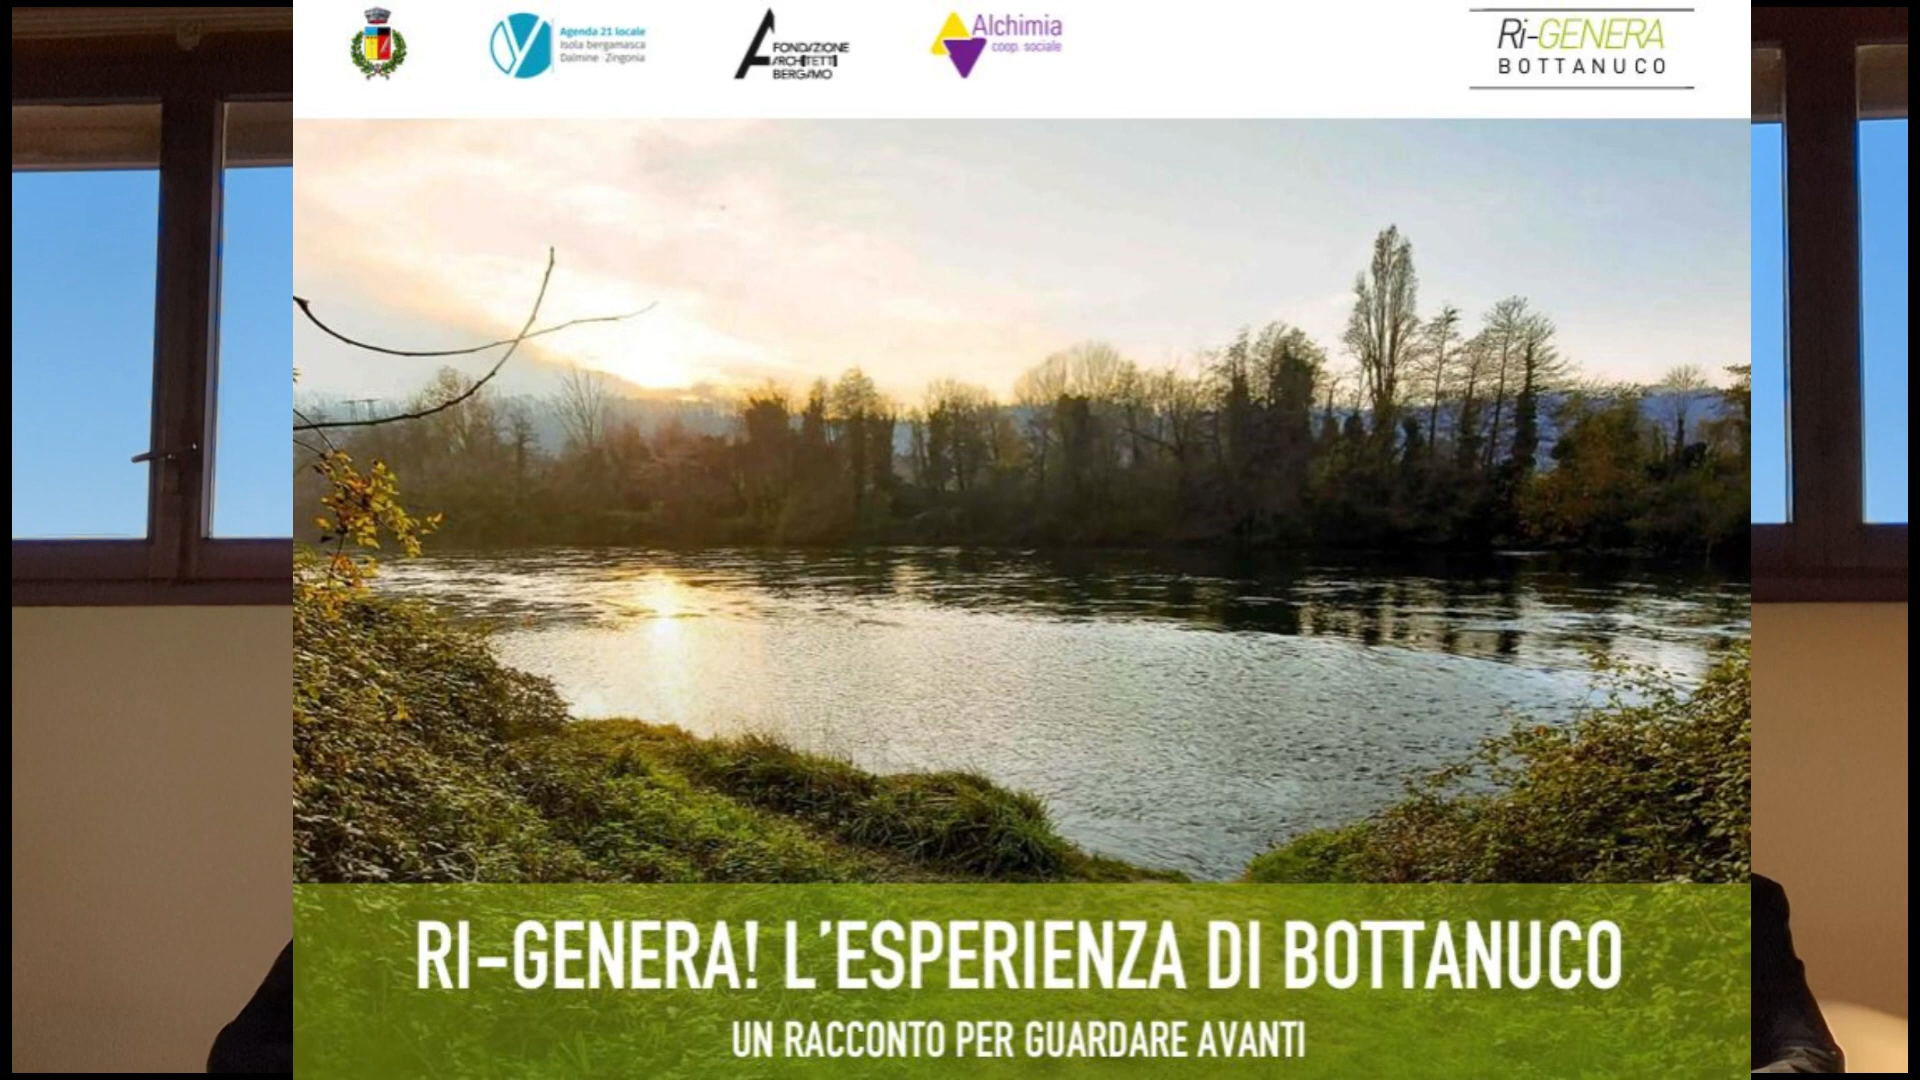 Agenda 21 locale
Isola bergamasca
Dalmine - Zingonia
FONDAZIONE
ARCHITETTI
BERGAMO
Alchimia
coop. sociale
Ri-GENERA
BOTTANUCO
RI-GENERA! L'ESPERIENZA DI BOTTANUCO
UN RACCONTO PER GUARDARE AVANTI